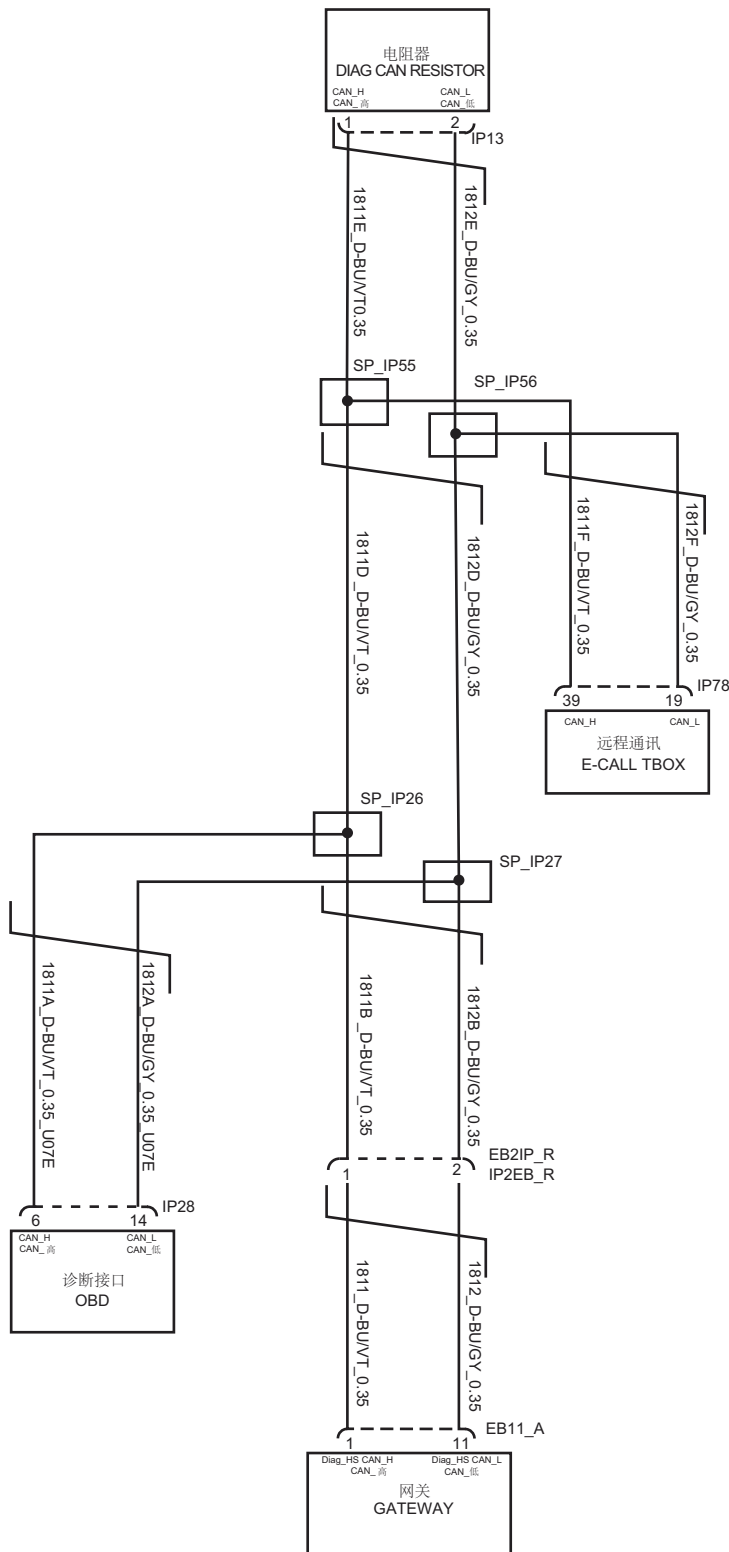 电阻器
DIAG CAN RESISTOR
CAN_H
CAN_高
CAN_L
CAN_低
1
2
IP13
1811E_D-BU/VT0.35
1812E_D-BU/GY_0.35
SP_IP55
SP_IP56
1811D _D-BU/VT_0.35
1812D_D-BU/GY_0.35
1811F_D-BU/VT_0.35
1812F_D-BU/GY_0.35
39
19
IP78
CAN_H
CAN_L
远程通讯
E-CALL TBOX
SP_IP26
SP_IP27
1811A_D-BU/VT_0.35_U07E
1812A_D-BU/GY_0.35_U07E
1811B _D-BU/VT_0.35
1812B_D-BU/GY_0.35
EB2IP_R
1
2
IP2EB_R
6
14
IP28
CAN_H
CAN_高
CAN_L
CAN_低
诊断接口
OBD
1811_D-BU/VT_0.35
1812_D-BU/GY_0.35
EB11_A
1
11
Diag_HS CAN_H
CAN_高
Diag_HS CAN_L
CAN_低
网关
GATEWAY